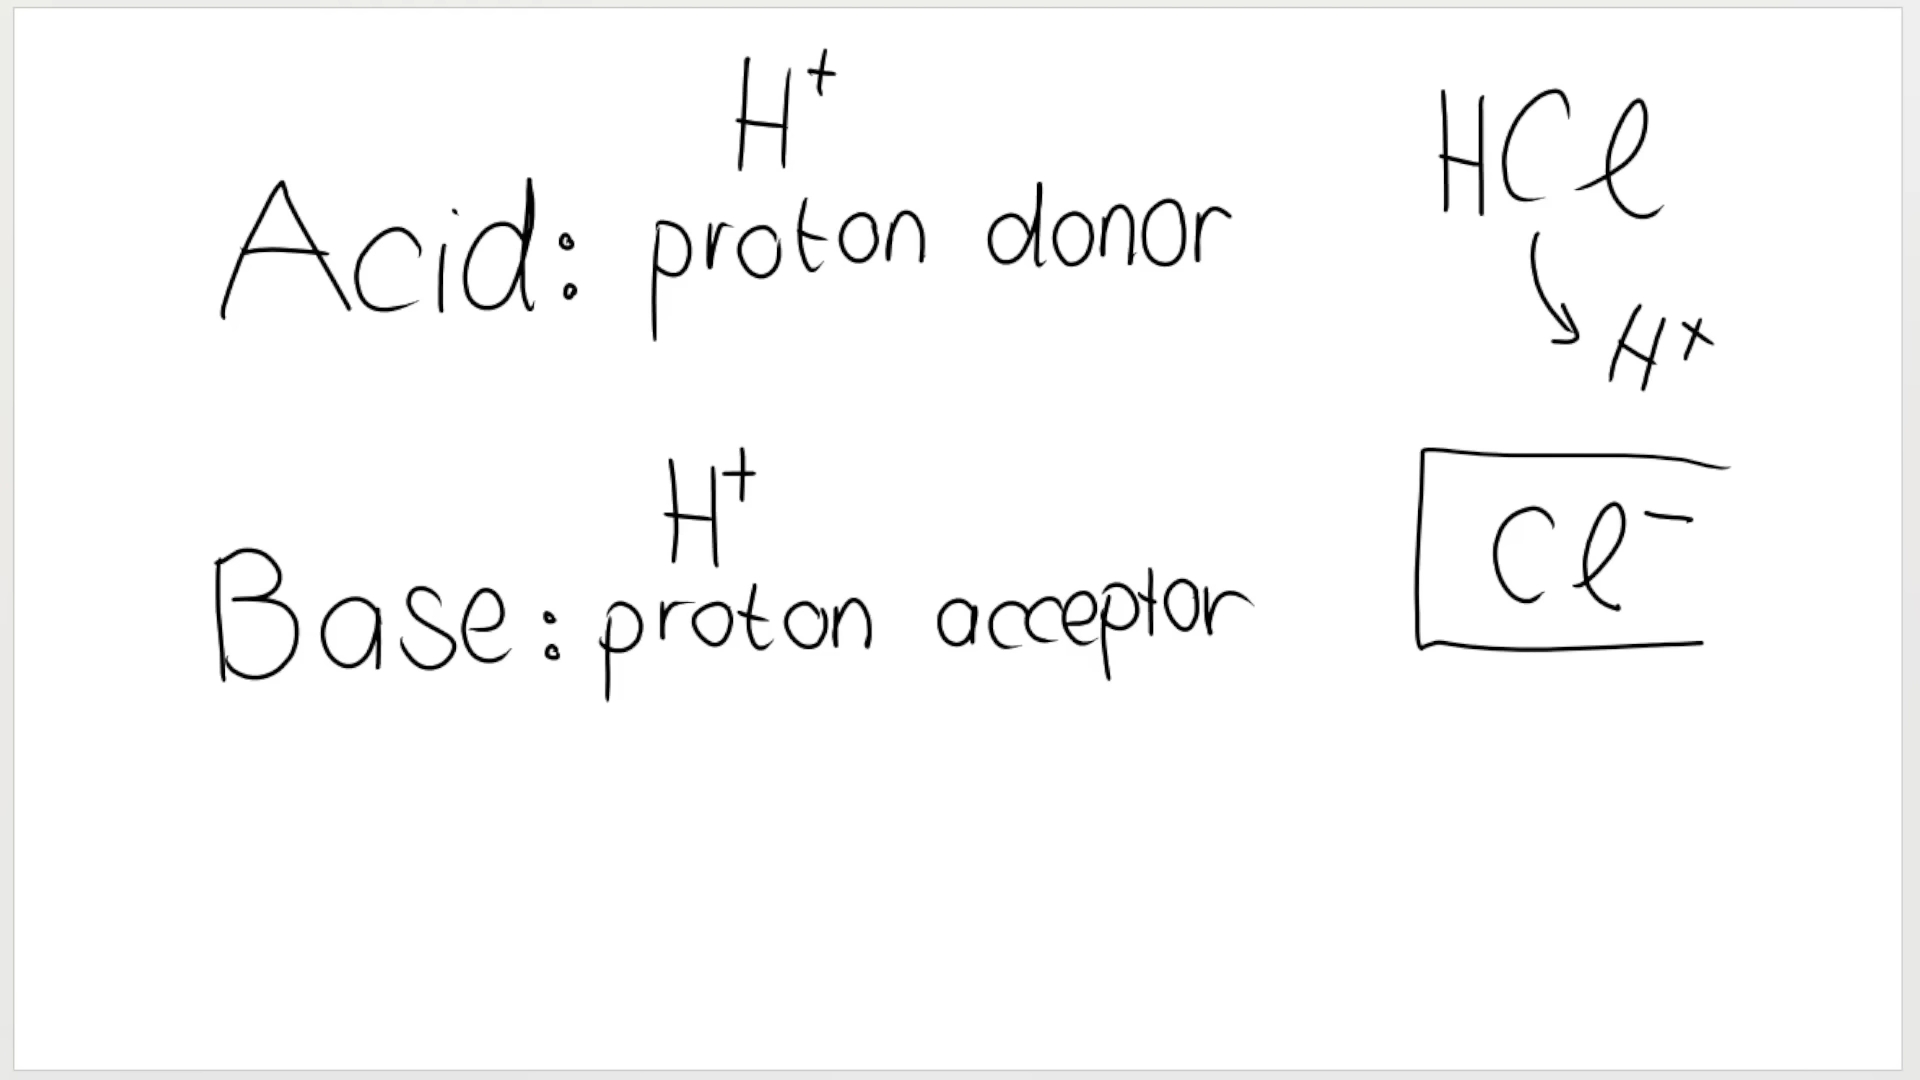 H⁺
Acid: proton donor
HCl
H⁺
H⁺
Base: proton acceptor
Cl⁻